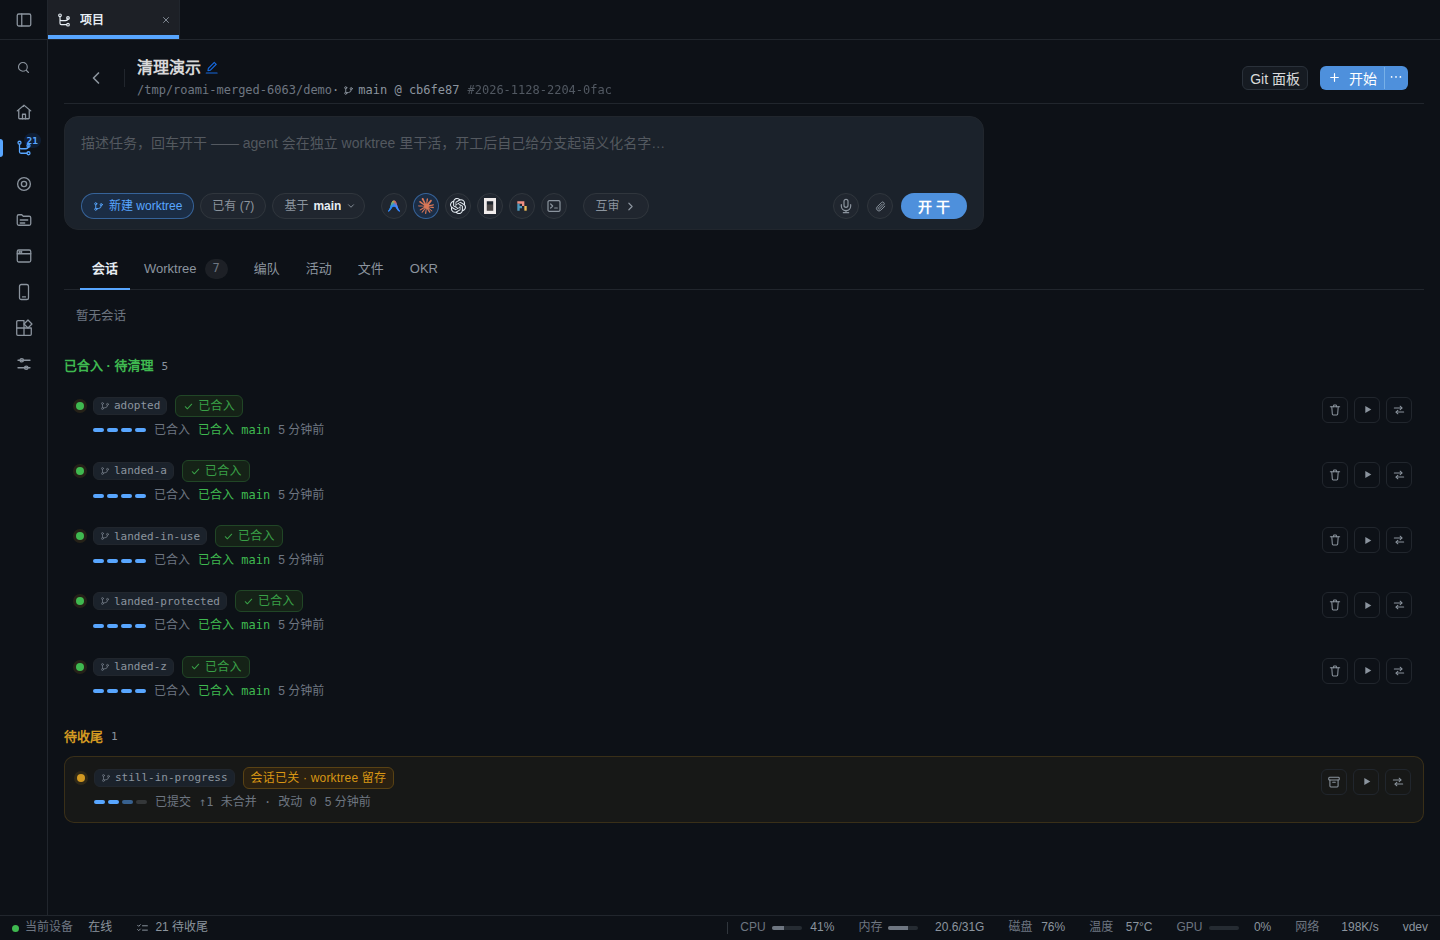 项目
清理演示
/tmp/roami-merged-6063/demo· main @ cb6fe87 #2026-1128-2204-0fac
Git 面板
开始
21
描述任务，回车开干 —— agent 会在独立 worktree 里干活，开工后自己给分支起语义化名字…
新建 worktree
已有 (7)
基于 main
互审
开 干
会话
Worktree 7
编队
活动
文件
OKR
暂无会话
已合入 · 待清理 5
adopted 已合入
已合入 已合入 main 5 分钟前
landed-a 已合入
已合入 已合入 main 5 分钟前
landed-in-use 已合入
已合入 已合入 main 5 分钟前
landed-protected 已合入
已合入 已合入 main 5 分钟前
landed-z 已合入
已合入 已合入 main 5 分钟前
待收尾 1
still-in-progress 会话已关 · worktree 留存
已提交 ↑1 未合并 · 改动 0 5 分钟前
当前设备 在线 21 待收尾 CPU 41% 内存 20.6/31G 磁盘 76% 温度 57°C GPU 0% 网络 198K/s vdev